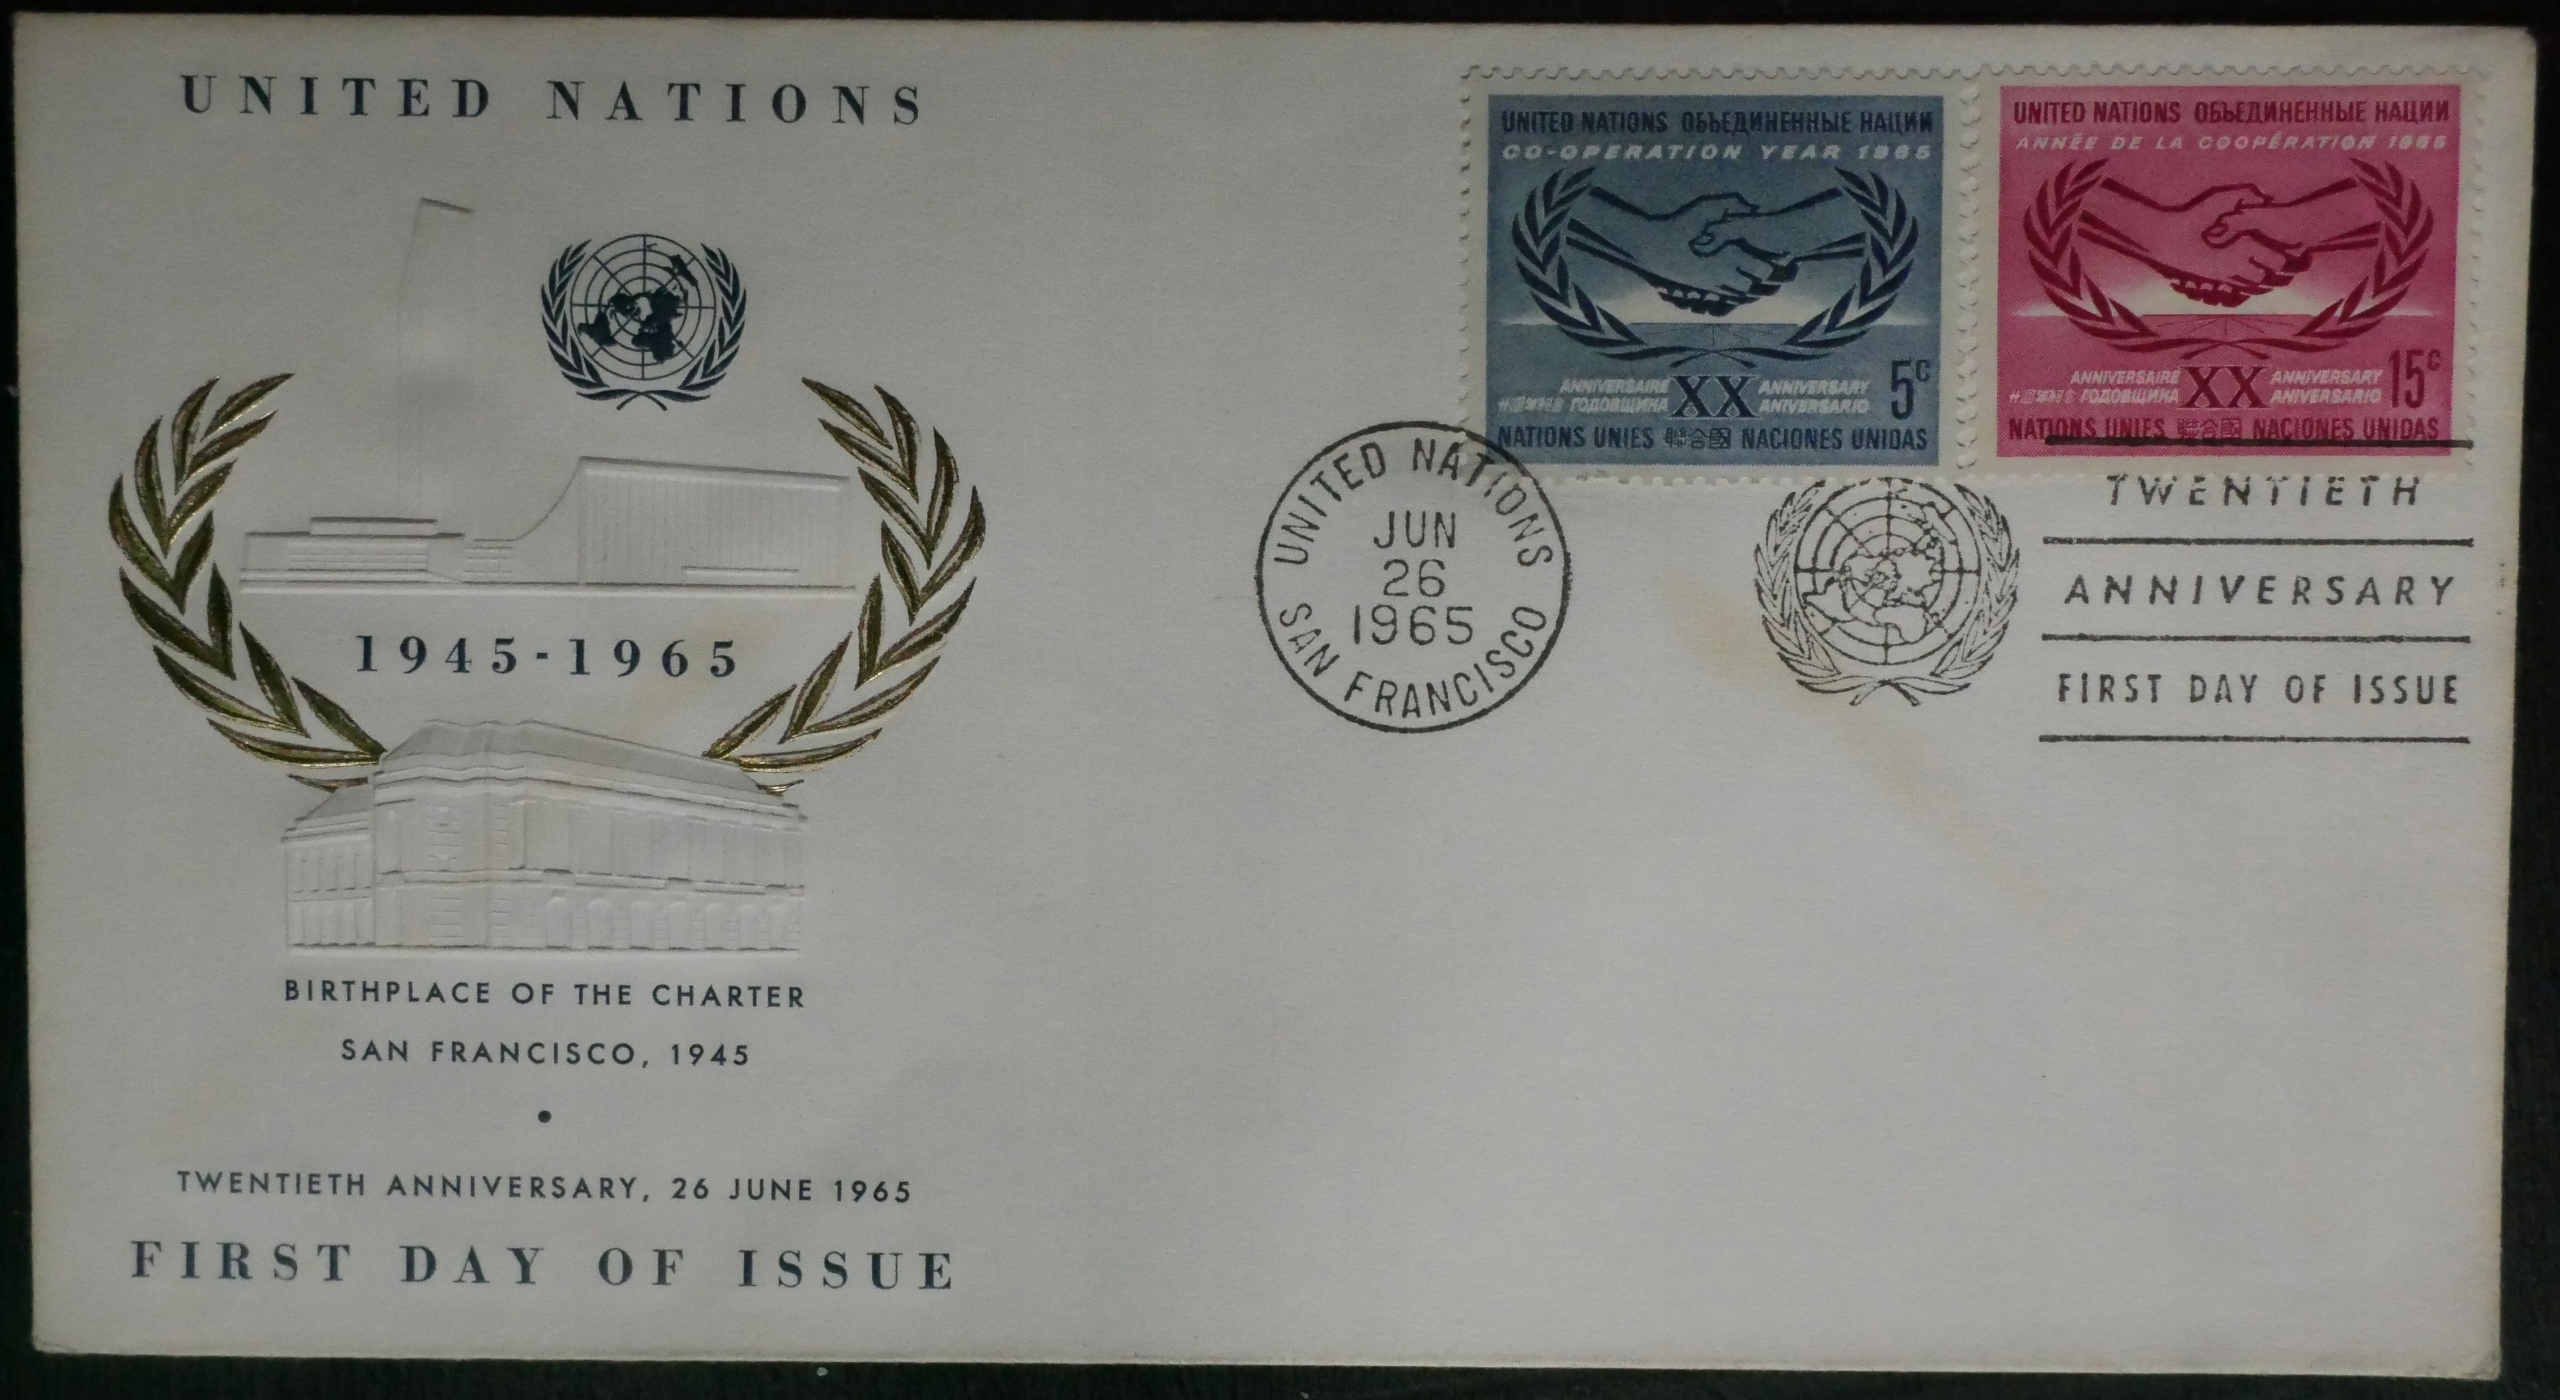 UNITED NATIONS
1945-1965
BIRTHPLACE OF THE CHARTER
SAN FRANCISCO, 1945
•
TWENTIETH ANNIVERSARY, 26 JUNE 1965
FIRST DAY OF ISSUE
UNITED NATIONS ОБЪЕДИНЕННЫЕ НАЦИИ
CO-OPERATION YEAR 1965
ANNIVERSAIRE XX ANNIVERSARY 5c
ГОДОВЩИНА ANIVERSARIO
NATIONS UNIES 聯合國 NACIONES UNIDAS
UNITED NATIONS ОБЪЕДИНЕННЫЕ НАЦИИ
ANNÉE DE LA COOPÉRATION 1965
ANNIVERSAIRE XX ANNIVERSARY 15c
ГОДОВЩИНА ANIVERSARIO
NATIONS UNIES 聯合國 NACIONES UNIDAS
UNITED NATIONS
JUN
26
1965
SAN FRANCISCO
TWENTIETH
ANNIVERSARY
FIRST DAY OF ISSUE